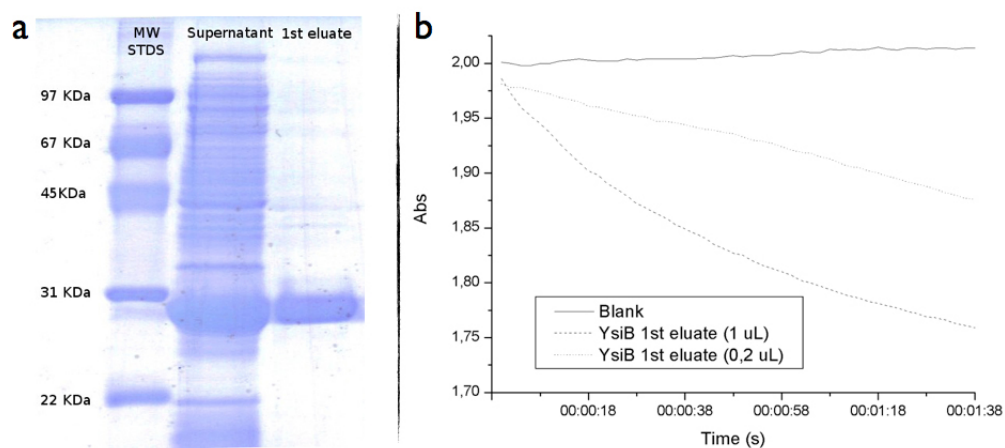 a
MW
STDS
Supernatant
1st eluate
97 KDa
67 KDa
45KDa
31 KDa
22 KDa
b
2,00
1,95
1,90
1,85
1,80
1,75
1,70
Abs
Blank
YsiB 1st eluate (1 uL)
YsiB 1st eluate (0,2 uL)
00:00:18
00:00:38
00:00:58
00:01:18
00:01:38
Time (s)